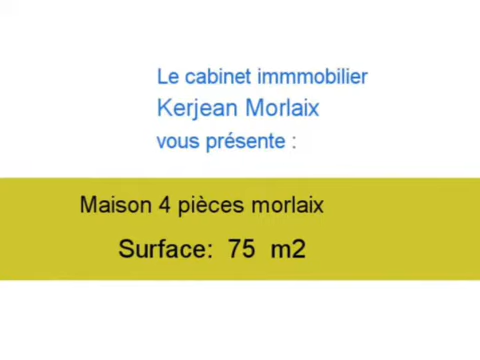 Le cabinet immmobilier
Kerjean Morlaix
vous présente :
Maison 4 pièces morlaix
Surface: 75 m2